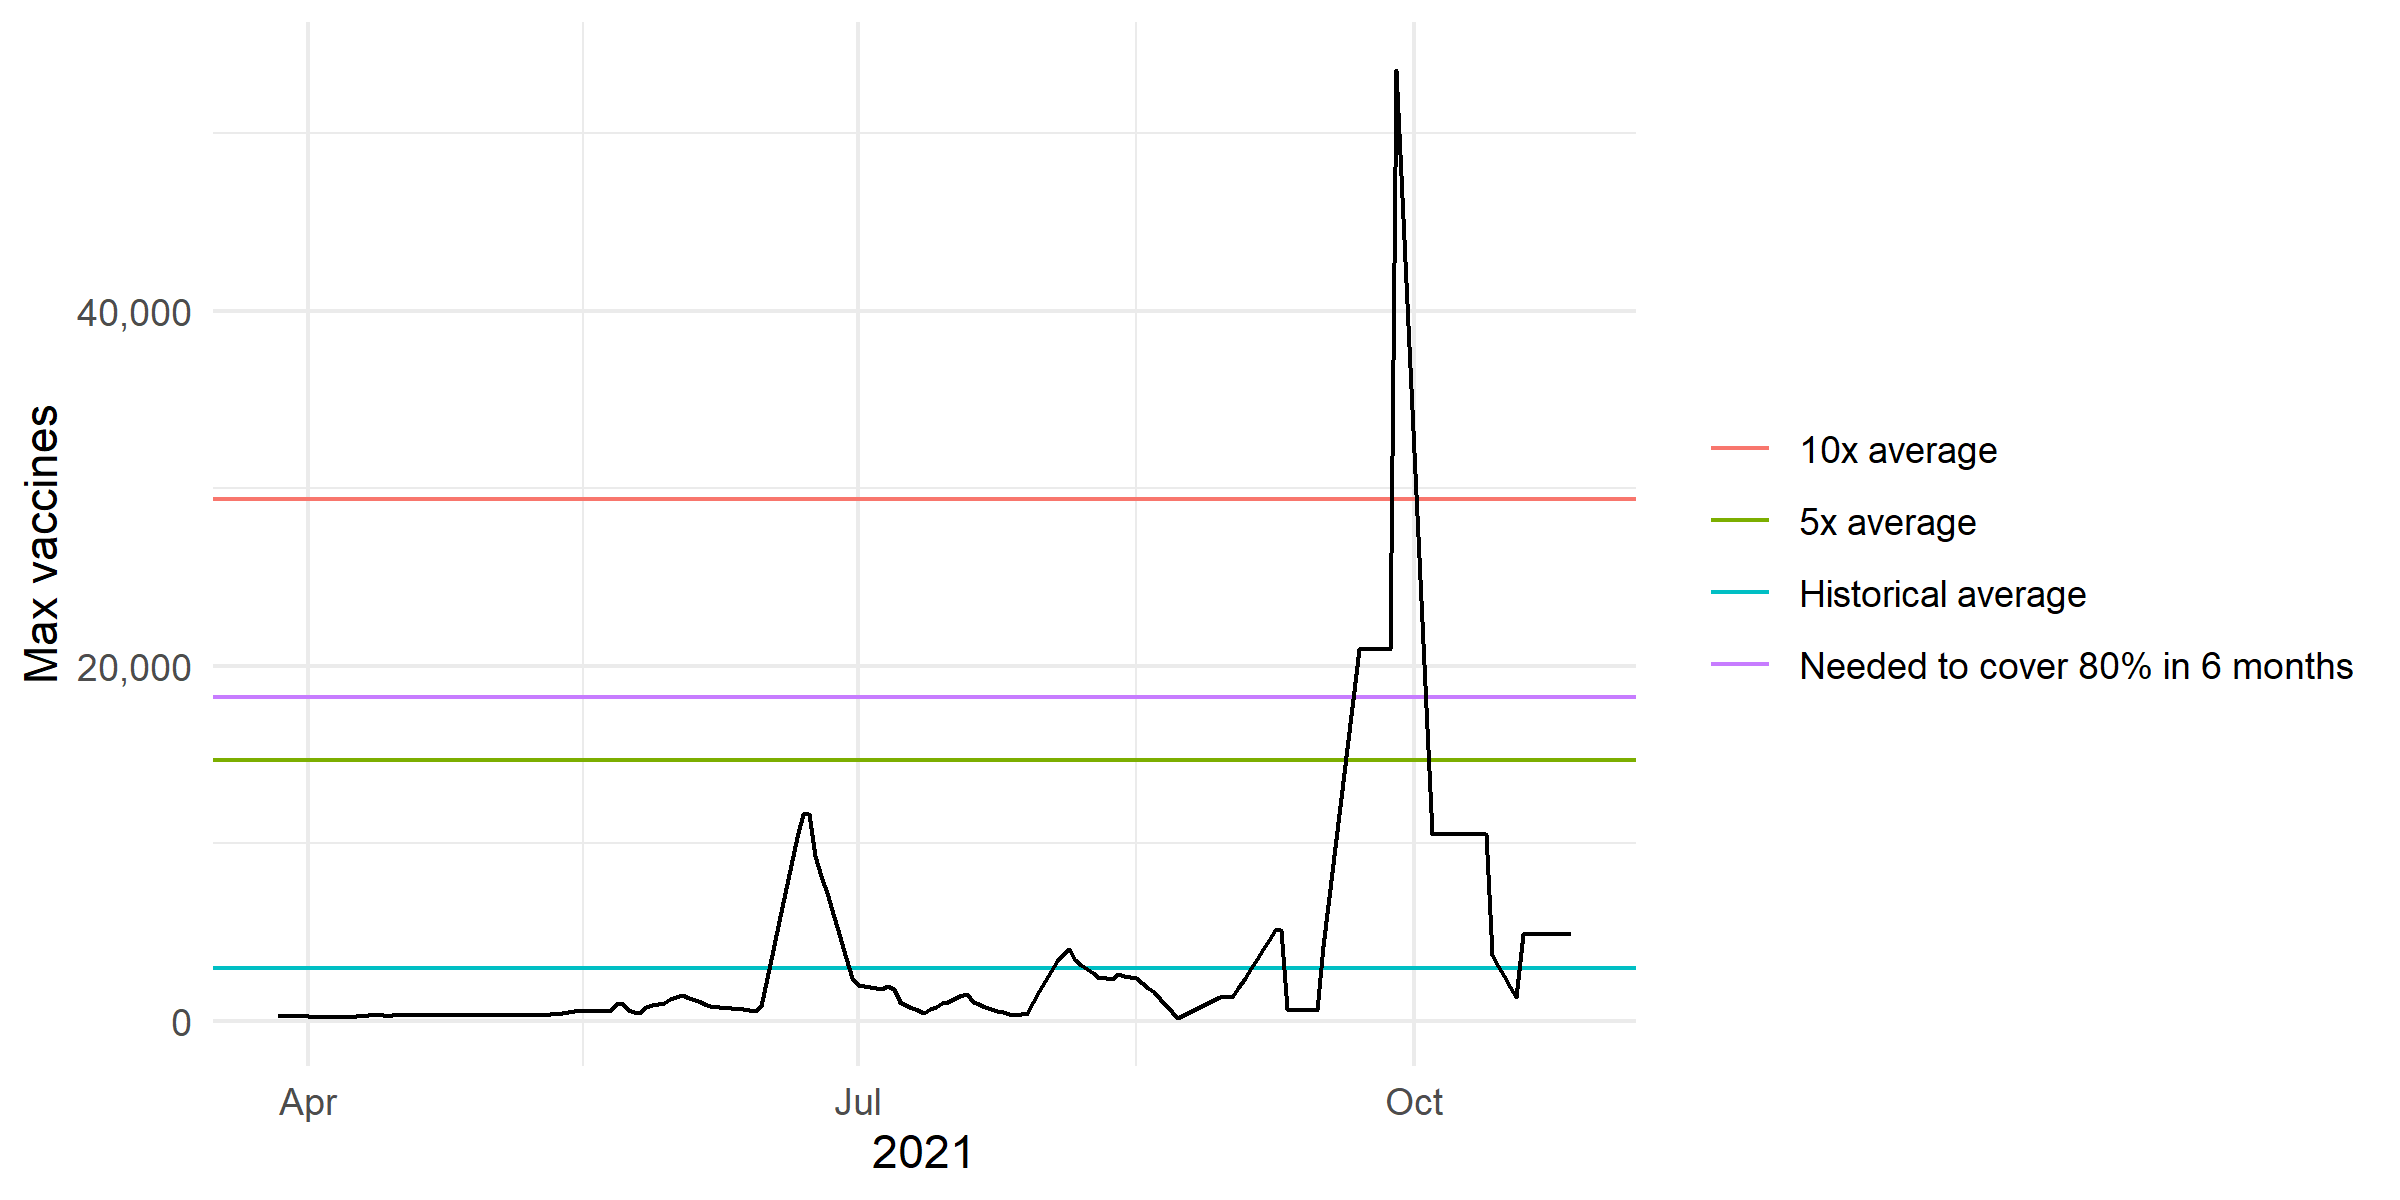 Max vaccines
40,000
20,000
0
Apr
Jul
Oct
2021
10x average
5x average
Historical average
Needed to cover 80% in 6 months